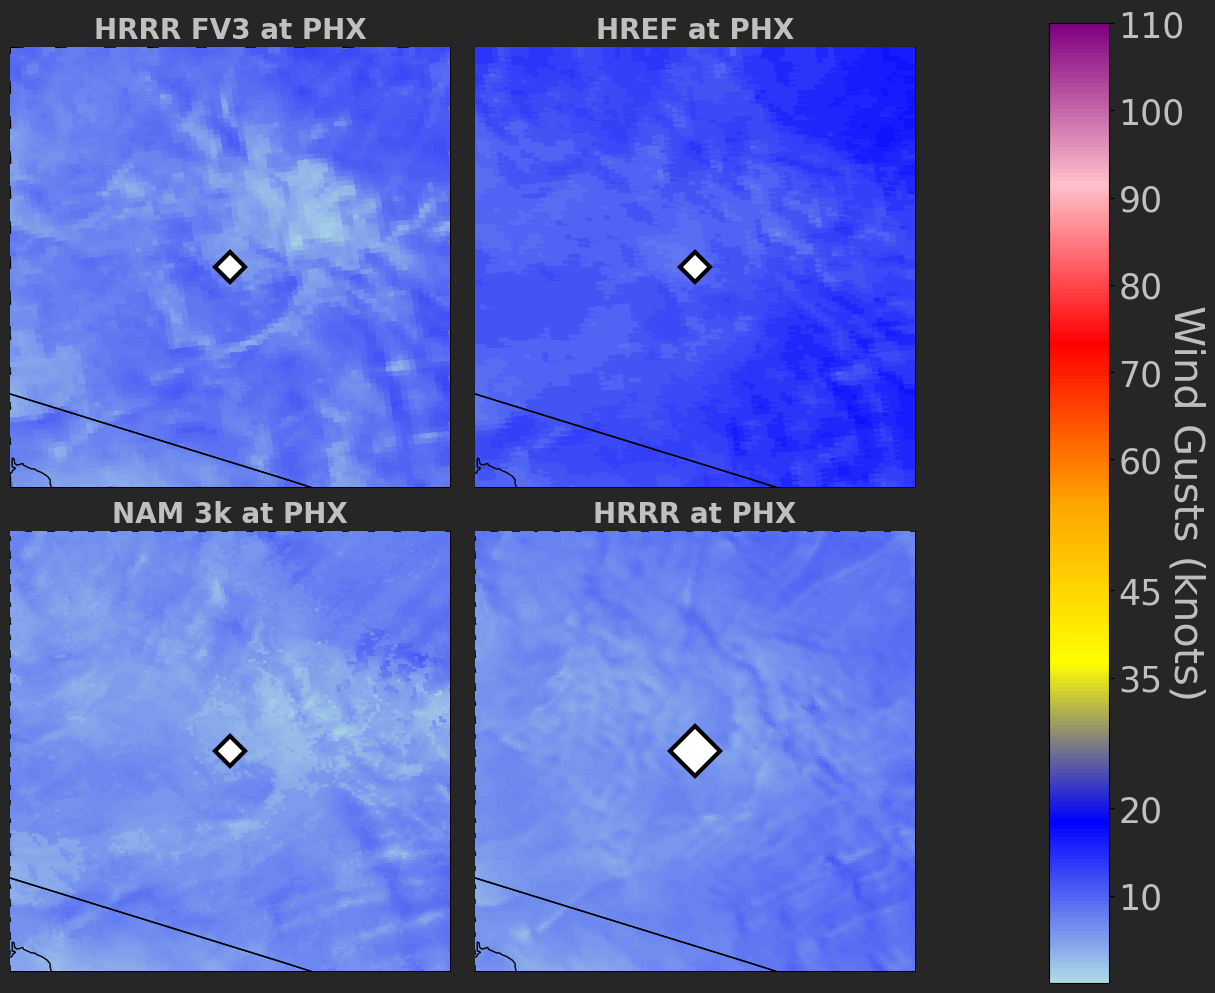 HRRR FV3 at PHX
HREF at PHX
NAM 3k at PHX
HRRR at PHX
110
100
90
80
70
60
45
35
20
10
Wind Gusts (knots)